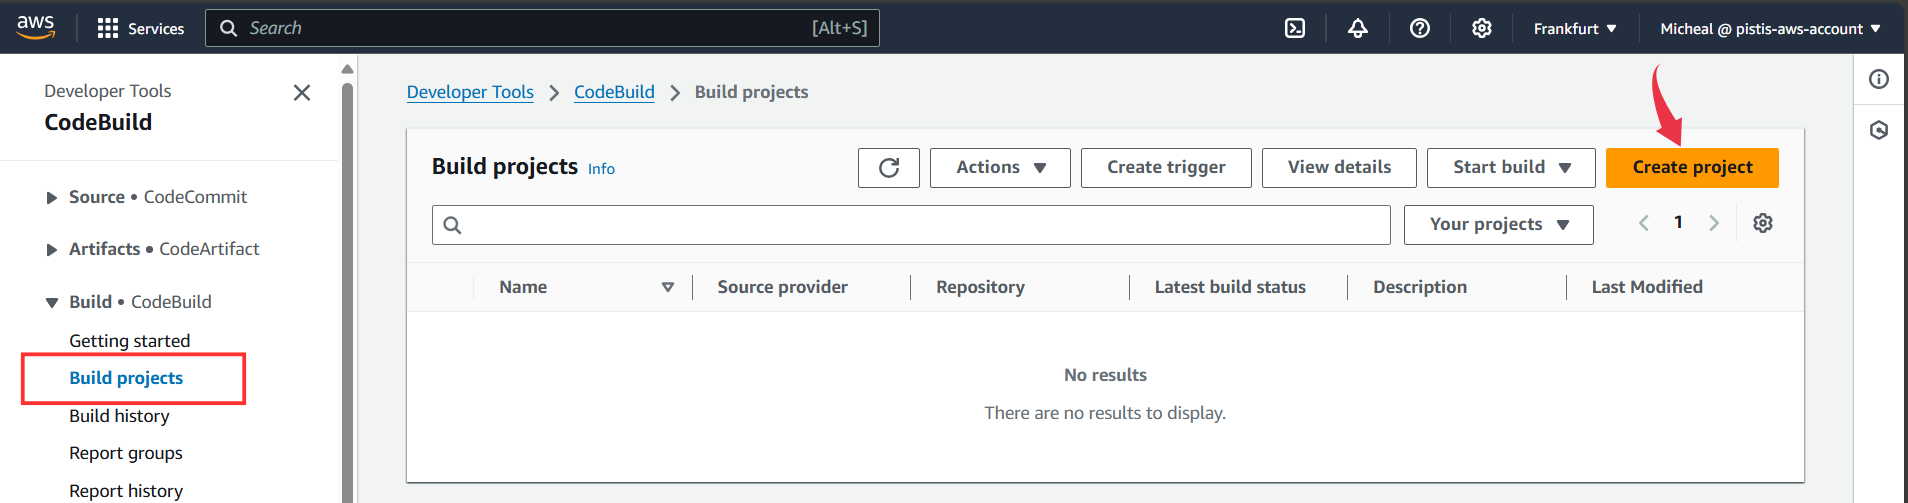 aws Services Search [Alt+S] Frankfurt Micheal @ pistis-aws-account
Developer Tools
CodeBuild
Source • CodeCommit
Artifacts • CodeArtifact
Build • CodeBuild
Getting started
Build projects
Build history
Report groups
Report history
Developer Tools > CodeBuild > Build projects
Build projects Info Actions Create trigger View details Start build Create project
Your projects 1
Name Source provider Repository Latest build status Description Last Modified
No results
There are no results to display.